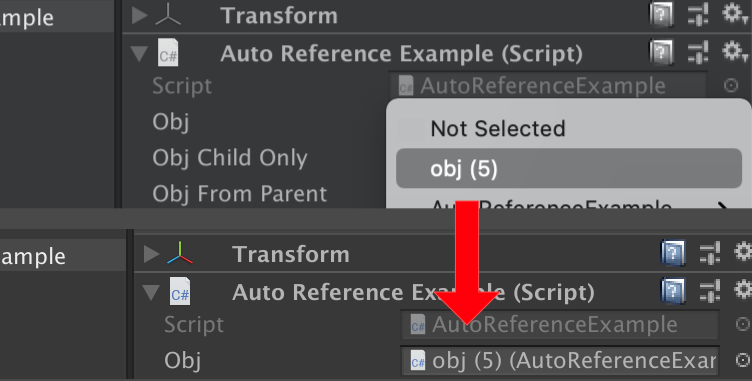 mple
Transform
Auto Reference Example (Script)
Script
AutoReferenceExample
Obj
Not Selected
Obj Child Only
obj (5)
Obj From Parent
AutoReferenceExample
ample
Transform
Auto Reference Example (Script)
Script
AutoReferenceExample
Obj
obj (5) (AutoReferenceExar